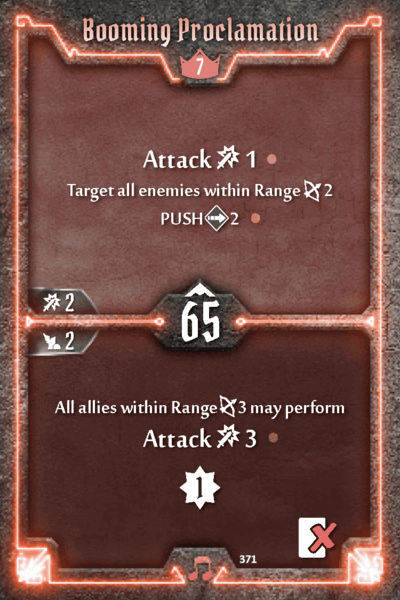 Booming Proclamation
7
Attack 1
Target all enemies within Range 2
PUSH 2
2
65
2
All allies within Range 3 may perform
Attack 3
1
371